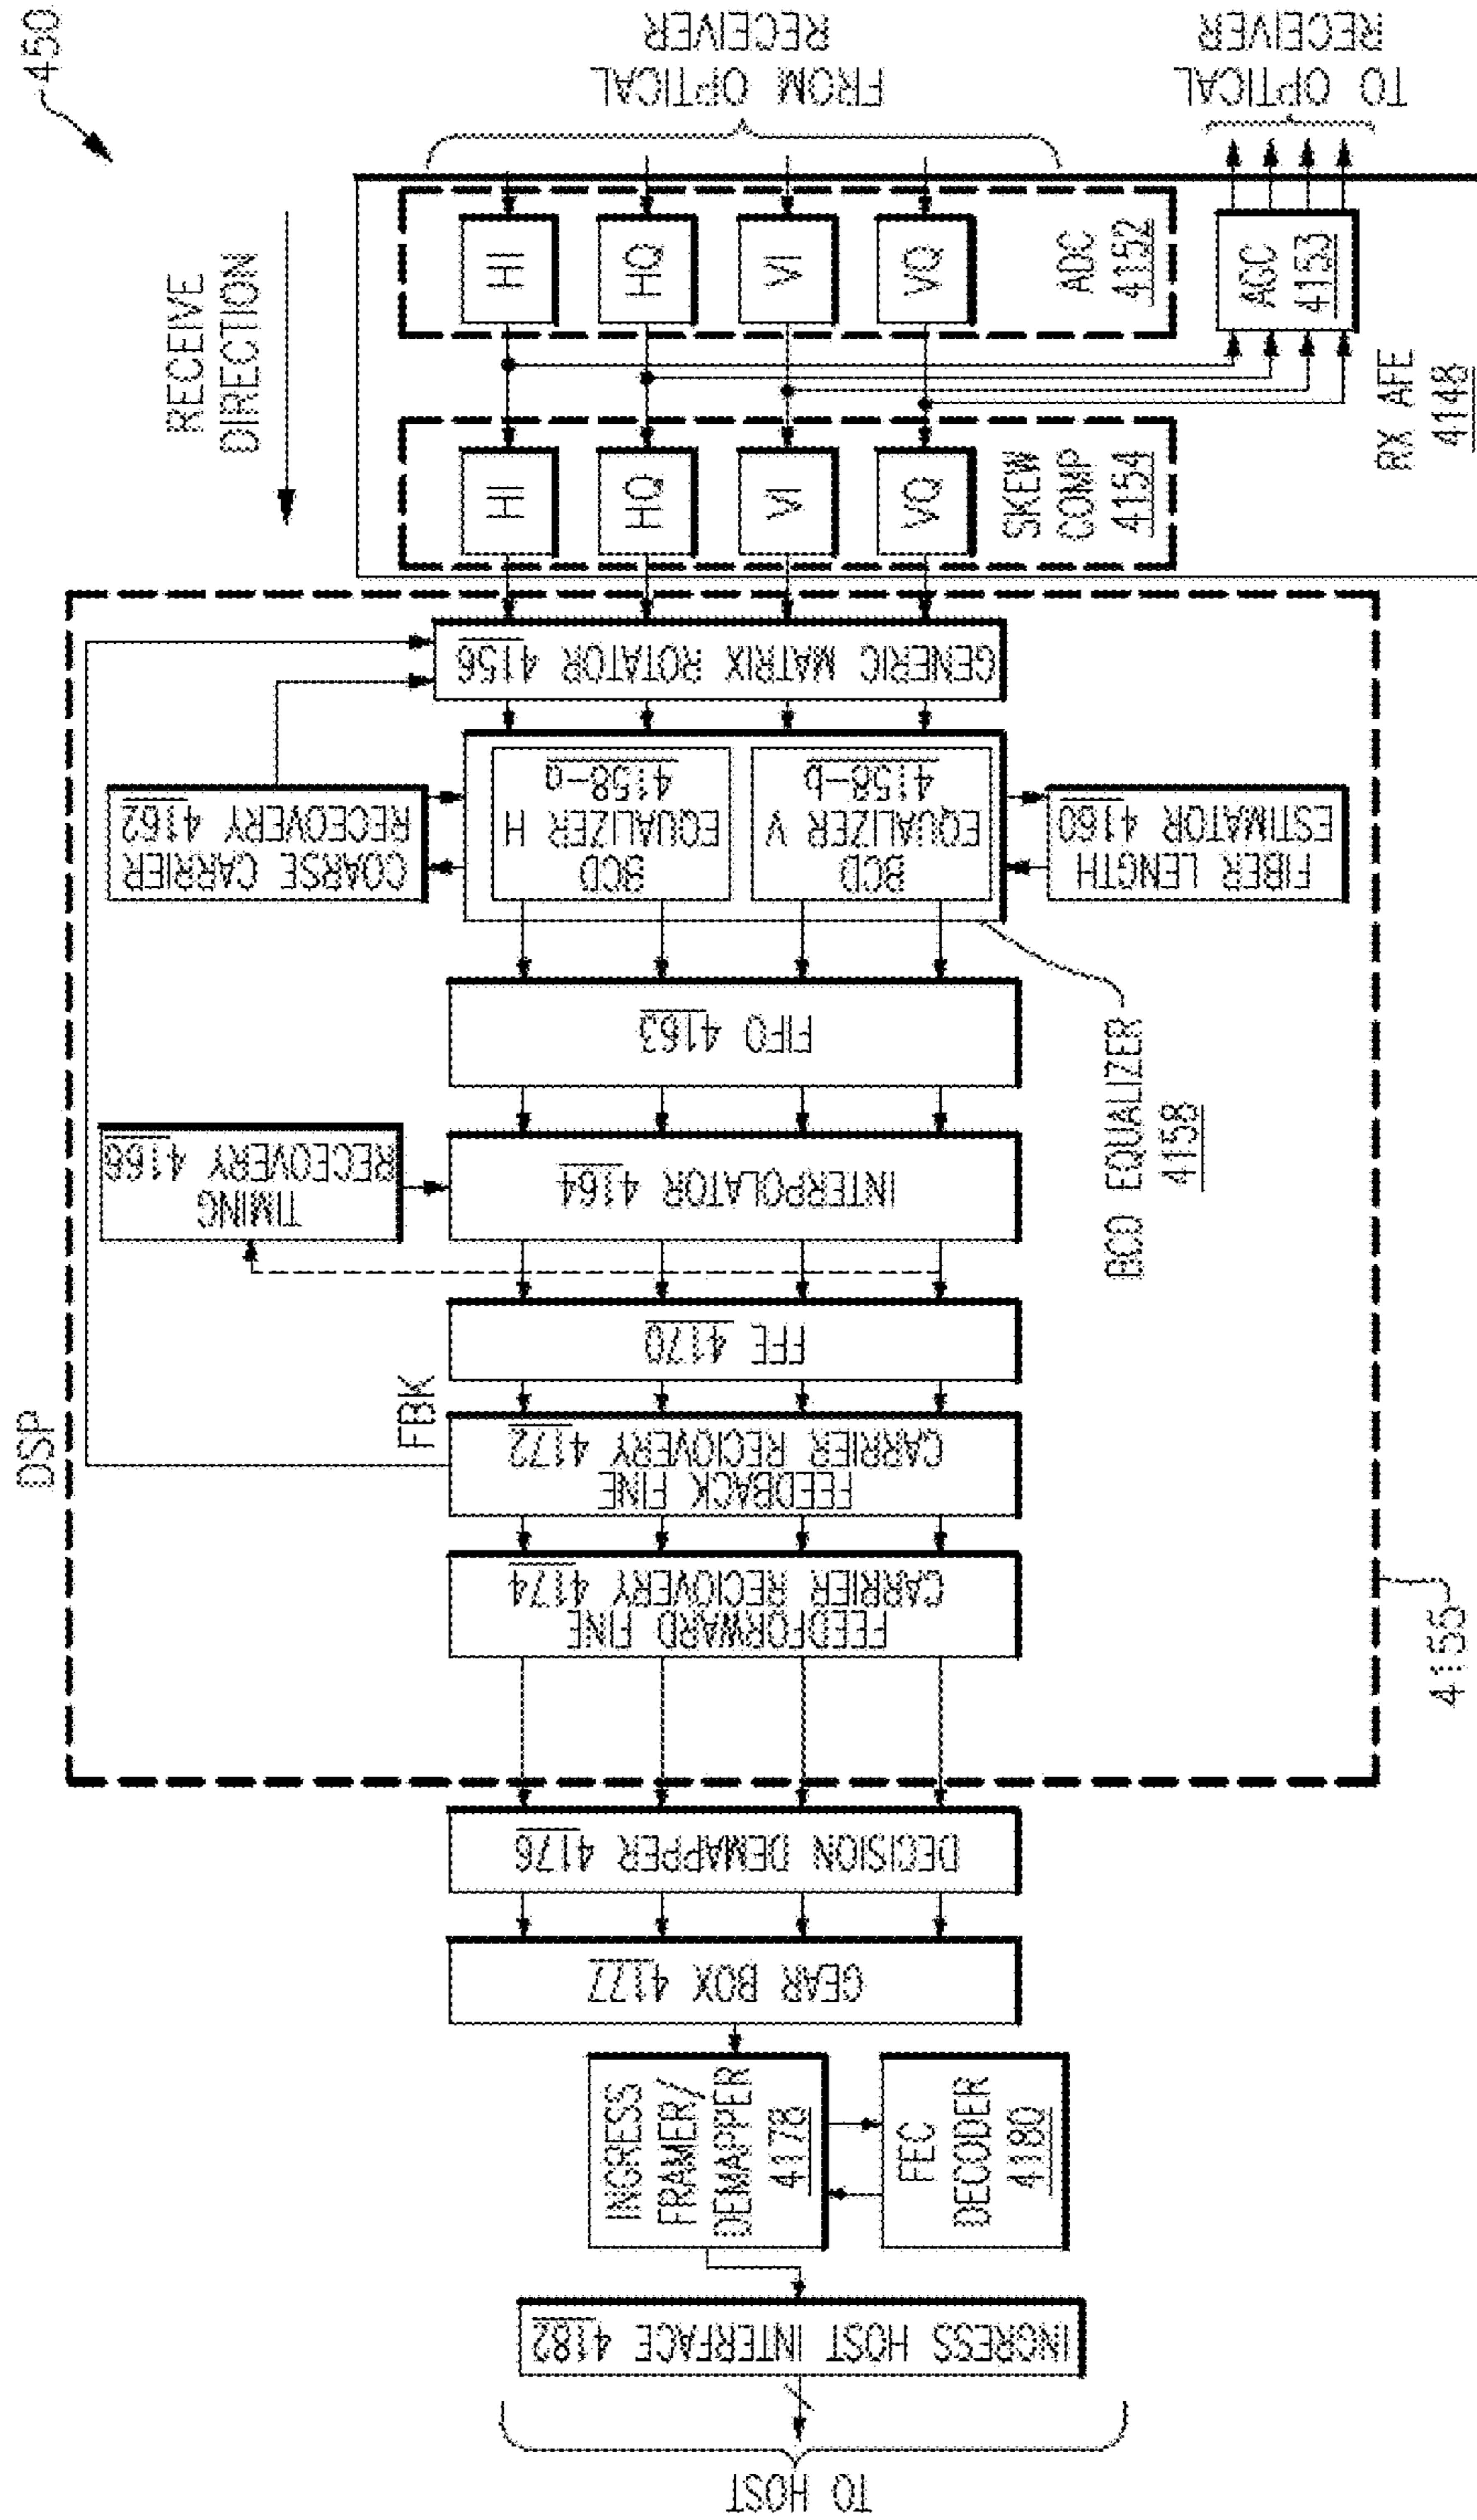 450
RECEIVE
DIRECTION
FROM OPTICAL
RECEIVER
TO OPTICAL
RECEIVER
HI
HQ
VI
VQ
ADC
4152
AGC
4153
HI
HQ
VI
VQ
SKEW
COMP
4154
RX AFE
4148
DSP
GENERIC MATRIX ROTATOR 4156
COARSE CARRIER
RECEOVERY 4162
BCD
EQUALIZER H
4158-a
BCD
EQUALIZER V
4158-b
FIBER LENGTH
ESTIMATOR 4160
BCD EQUALIZER
4158
FIFO 4163
TIMING
RECEOVERY 4166
INTERPOLATOR 4164
FFE 4170
FBK
FEEDBACK FINE
CARRIER RECIOVERY 4172
FEEDFORWARD FINE
CARRIER RECIOVERY 4174
4155
DECISION DEMAPPER 4176
GEAR BOX 4177
INGRESS
FRAMER/
DEMAPPER
4178
FEC
DECODER
4180
INGRESS HOST INTERFACE 4182
TO HOST